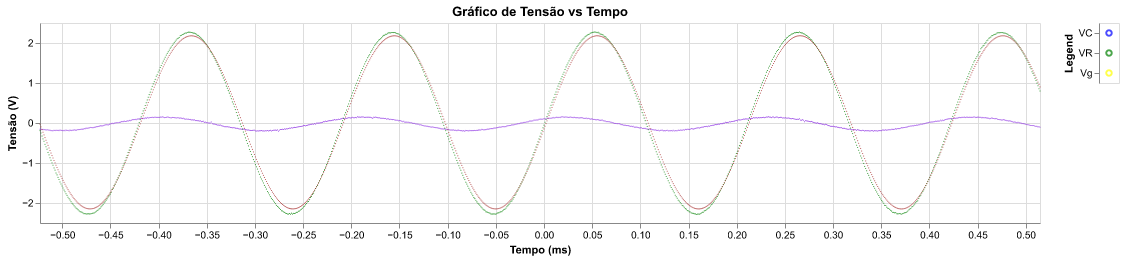 Gráfico de Tensão vs Tempo
Tensão (V)
2
1
0
−1
−2
−0.50 −0.45 −0.40 −0.35 −0.30 −0.25 −0.20 −0.15 −0.10 −0.05 0.00 0.05 0.10 0.15 0.20 0.25 0.30 0.35 0.40 0.45 0.50
Tempo (ms)
Legend
VC
VR
Vg